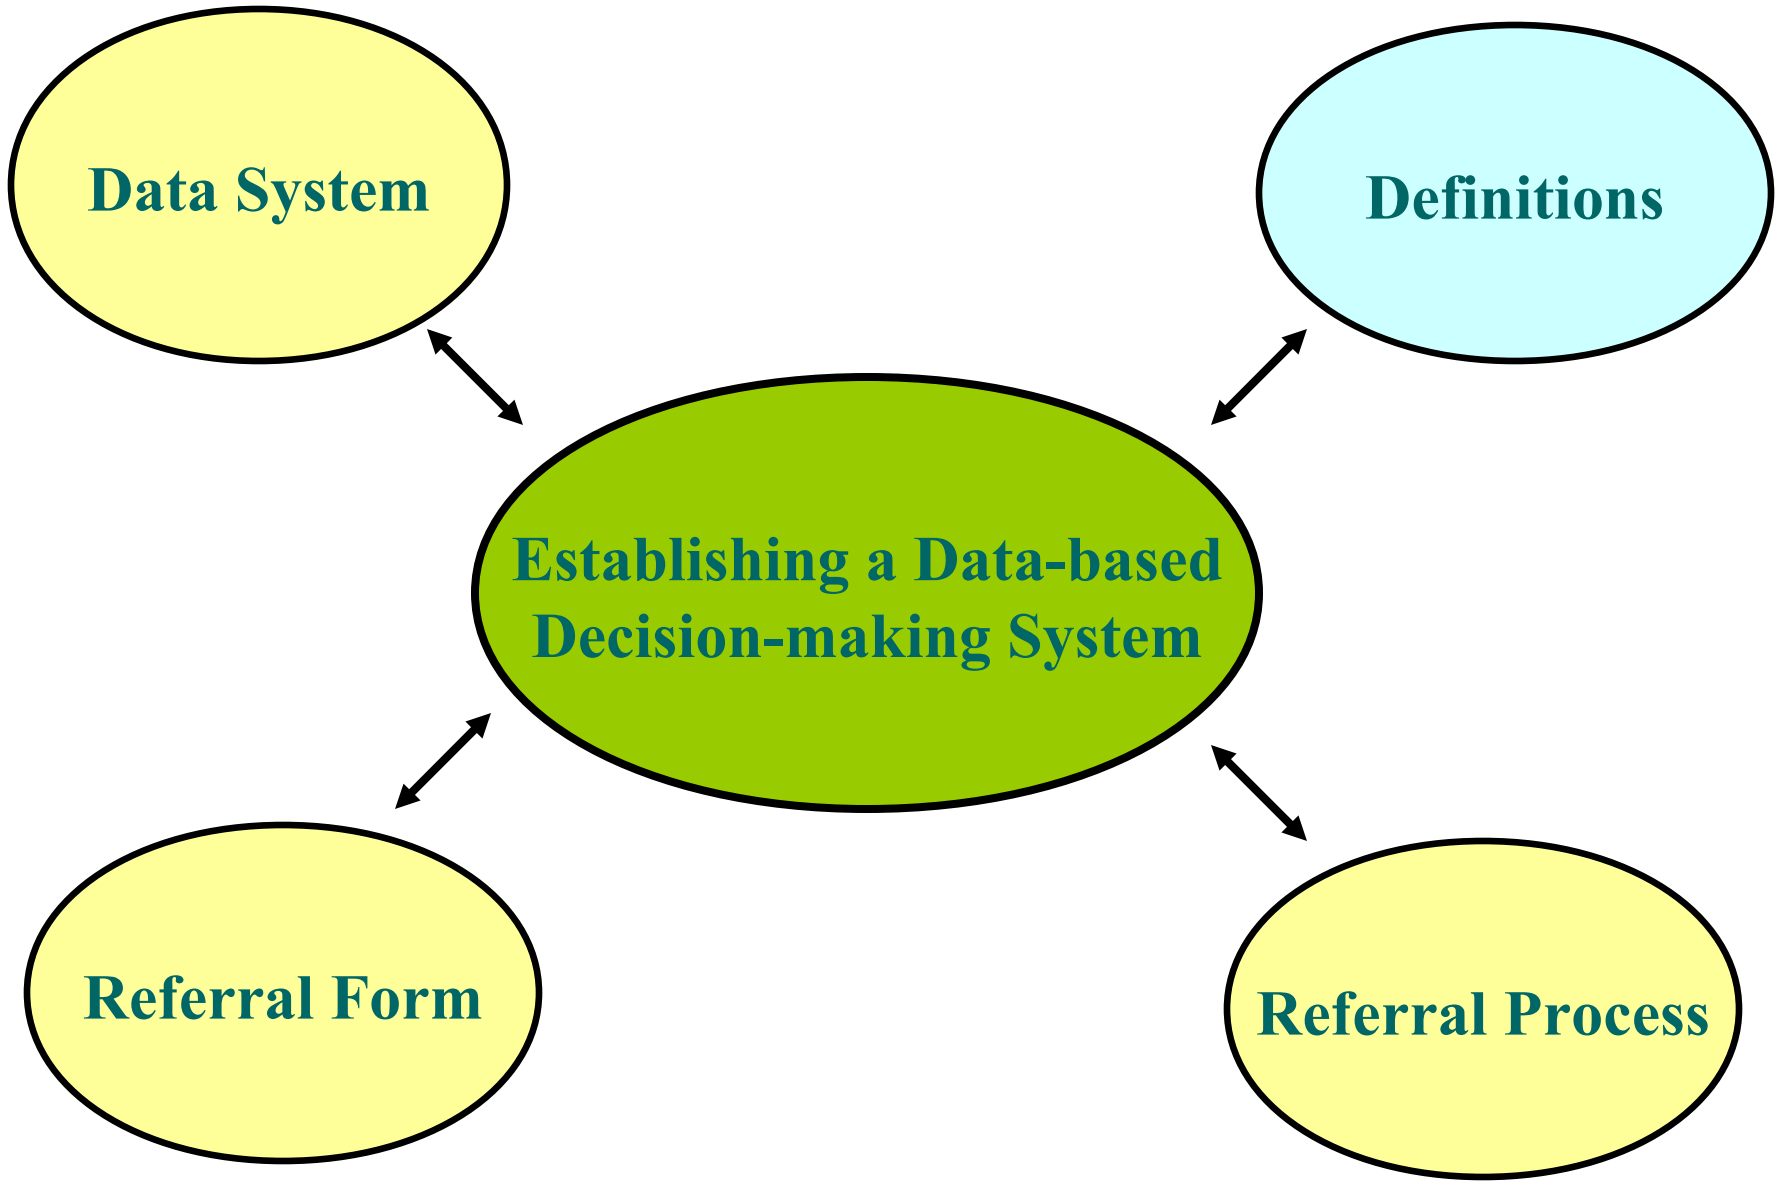 Data System
Definitions
Establishing a Data-based
Decision-making System
Referral Form
Referral Process